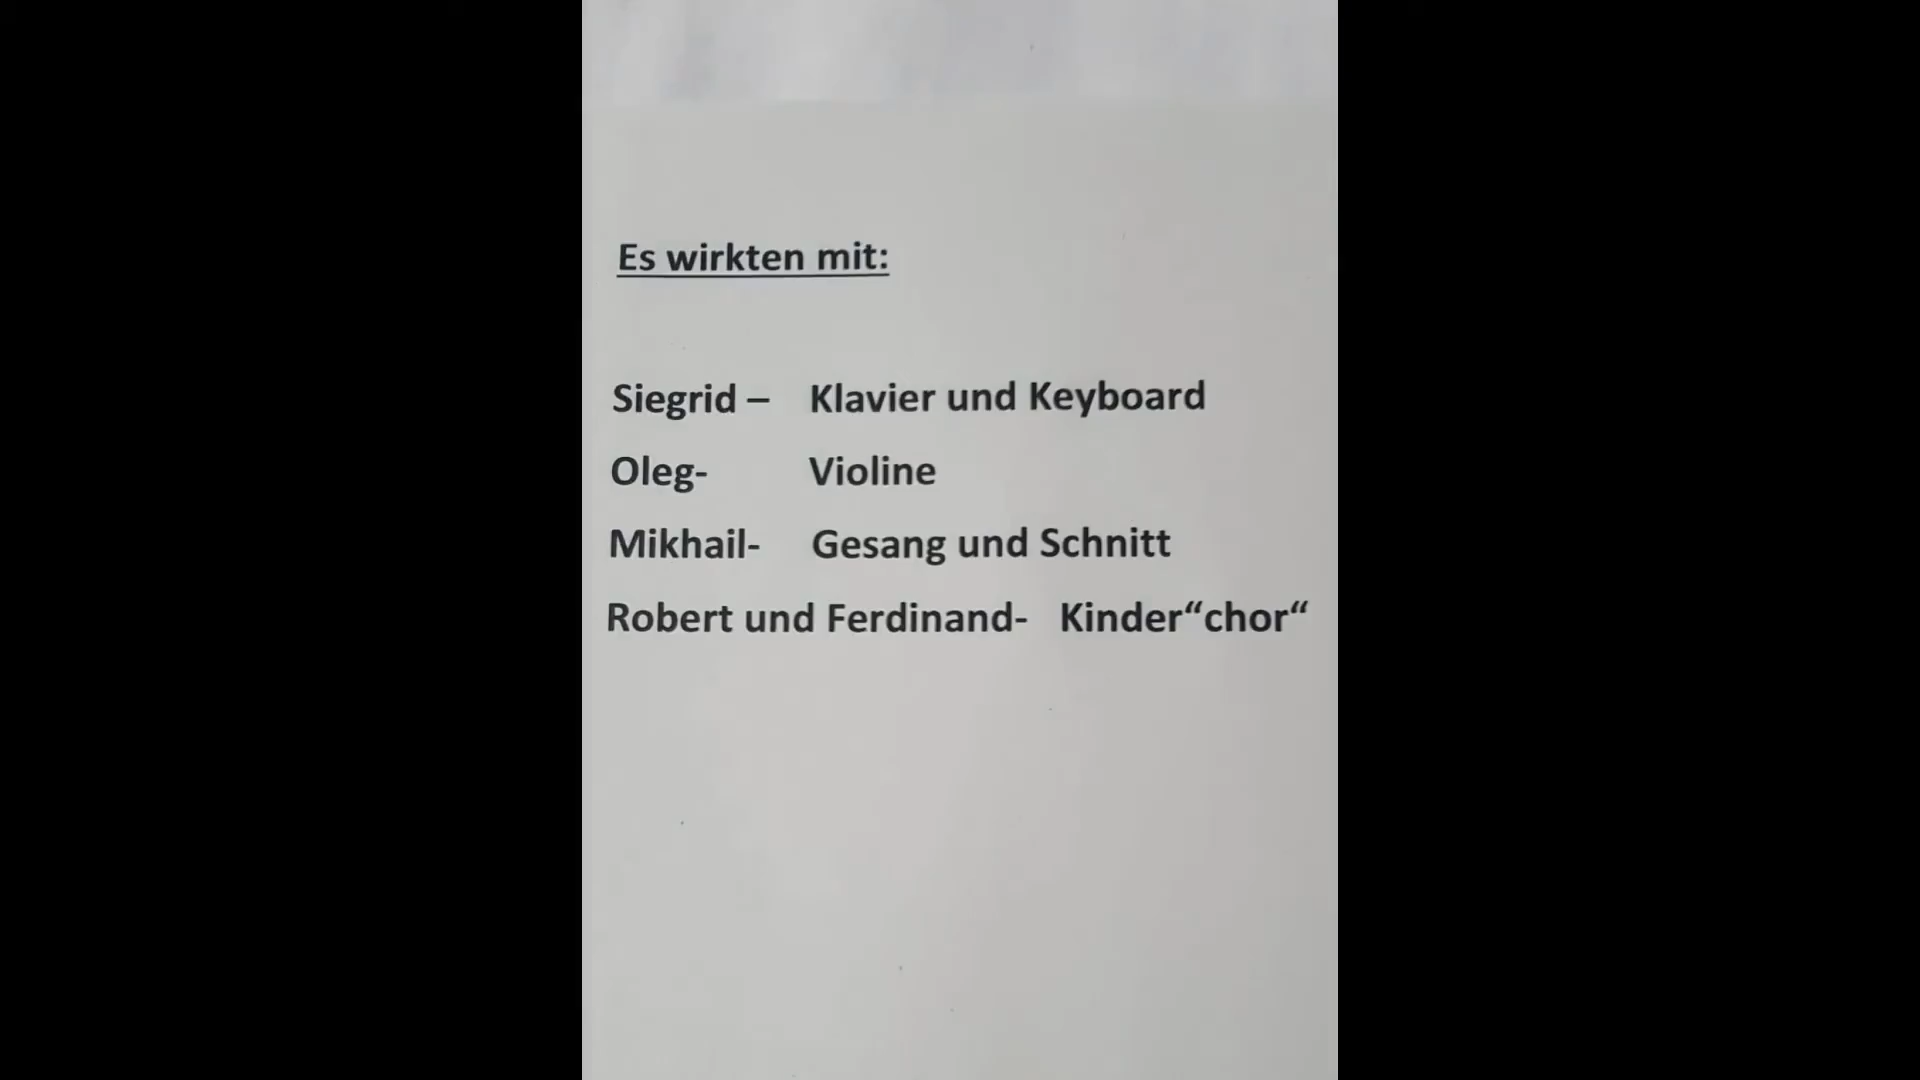 Es wirkten mit:
Siegrid – Klavier und Keyboard
Oleg- Violine
Mikhail- Gesang und Schnitt
Robert und Ferdinand- Kinder“chor“